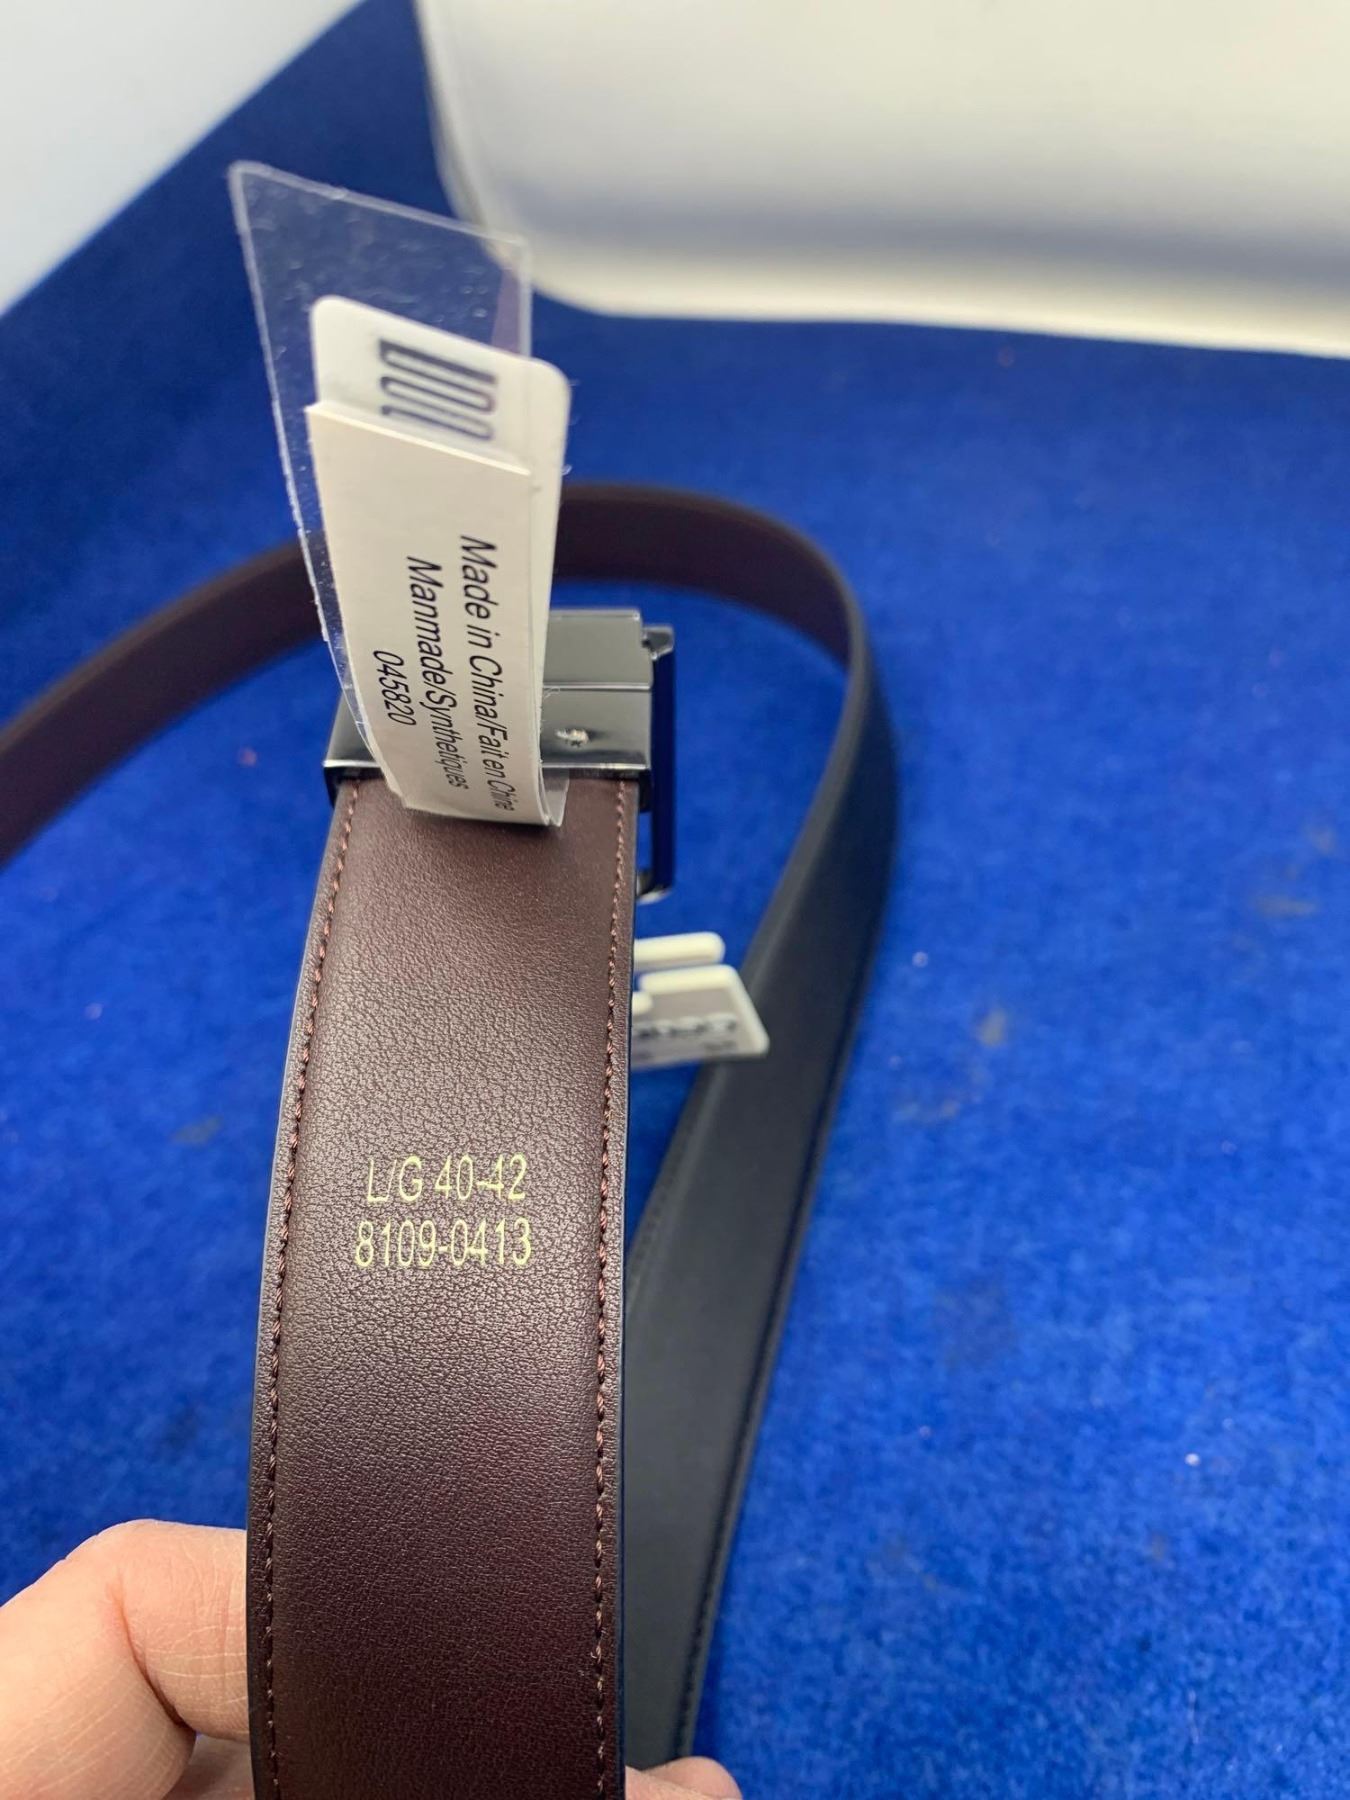 Made in China/Fait en Chine
Manmade/Synthetiques
045820
L/G 40-42
8109-0413